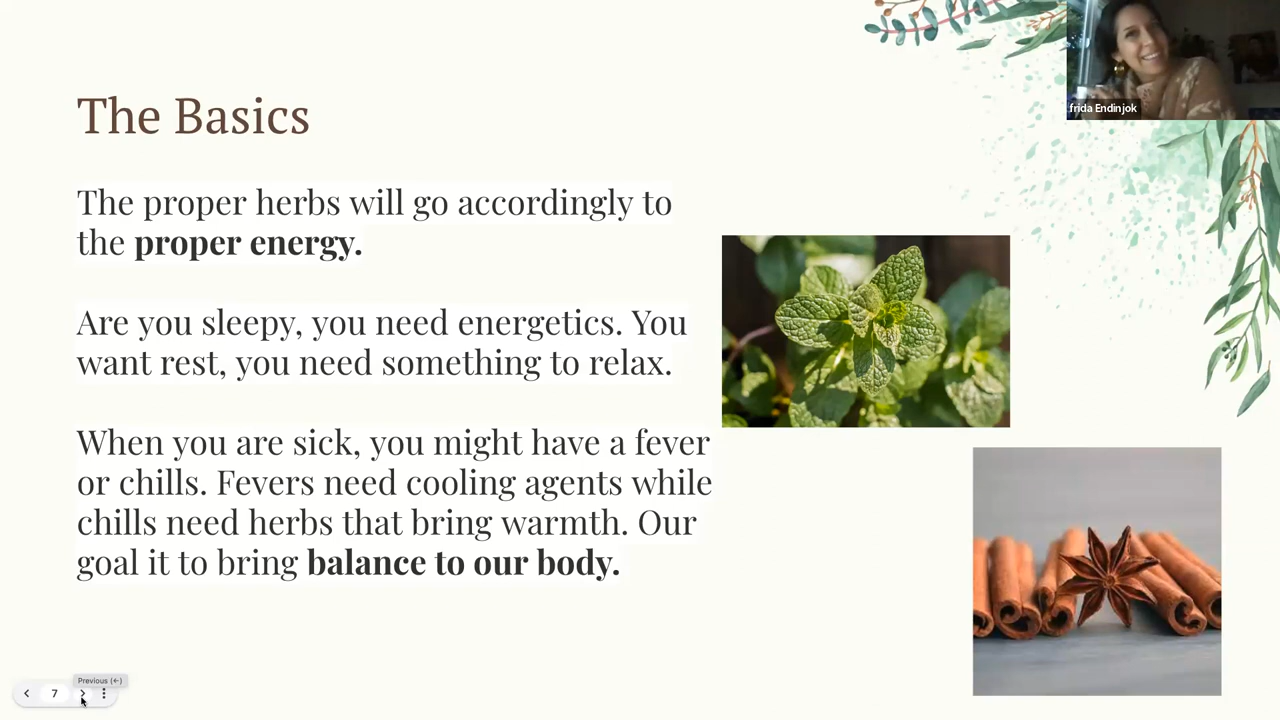 frida Endinjok
The Basics
The proper herbs will go accordingly to
the proper energy.
Are you sleepy, you need energetics. You
want rest, you need something to relax.
When you are sick, you might have a fever
or chills. Fevers need cooling agents while
chills need herbs that bring warmth. Our
goal it to bring balance to our body.
Previous (←)
7